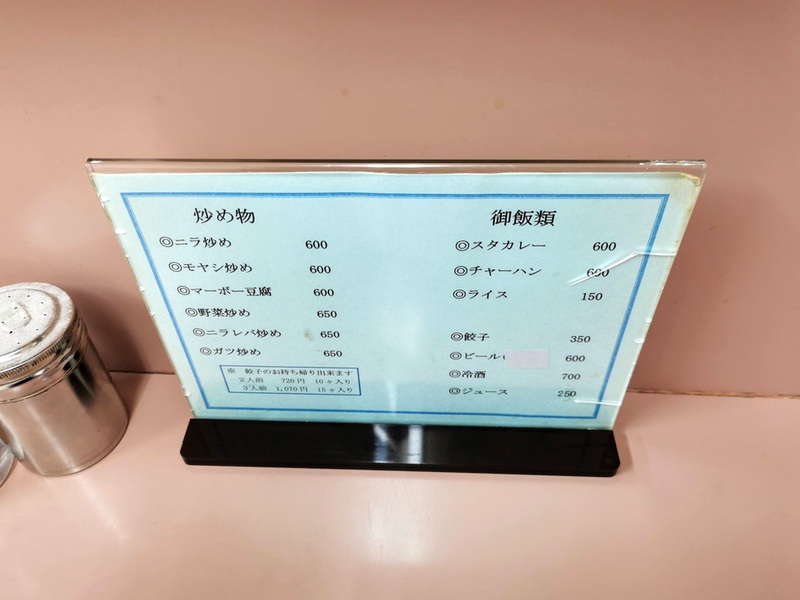 炒め物
◎ニラ炒め 600
◎モヤシ炒め 600
◎マーボー豆腐 600
◎野菜炒め 650
◎ニラレバ炒め 650
◎ガツ炒め 650
※ 餃子のお持ち帰り出来ます
2人前 720円 10ヶ入り
3人前 1,070円 15ヶ入り
御飯類
◎スタカレー 600
◎チャーハン 600
◎ライス 150
◎餃子 350
◎ビール( 600
◎冷酒 700
◎ジュース 250